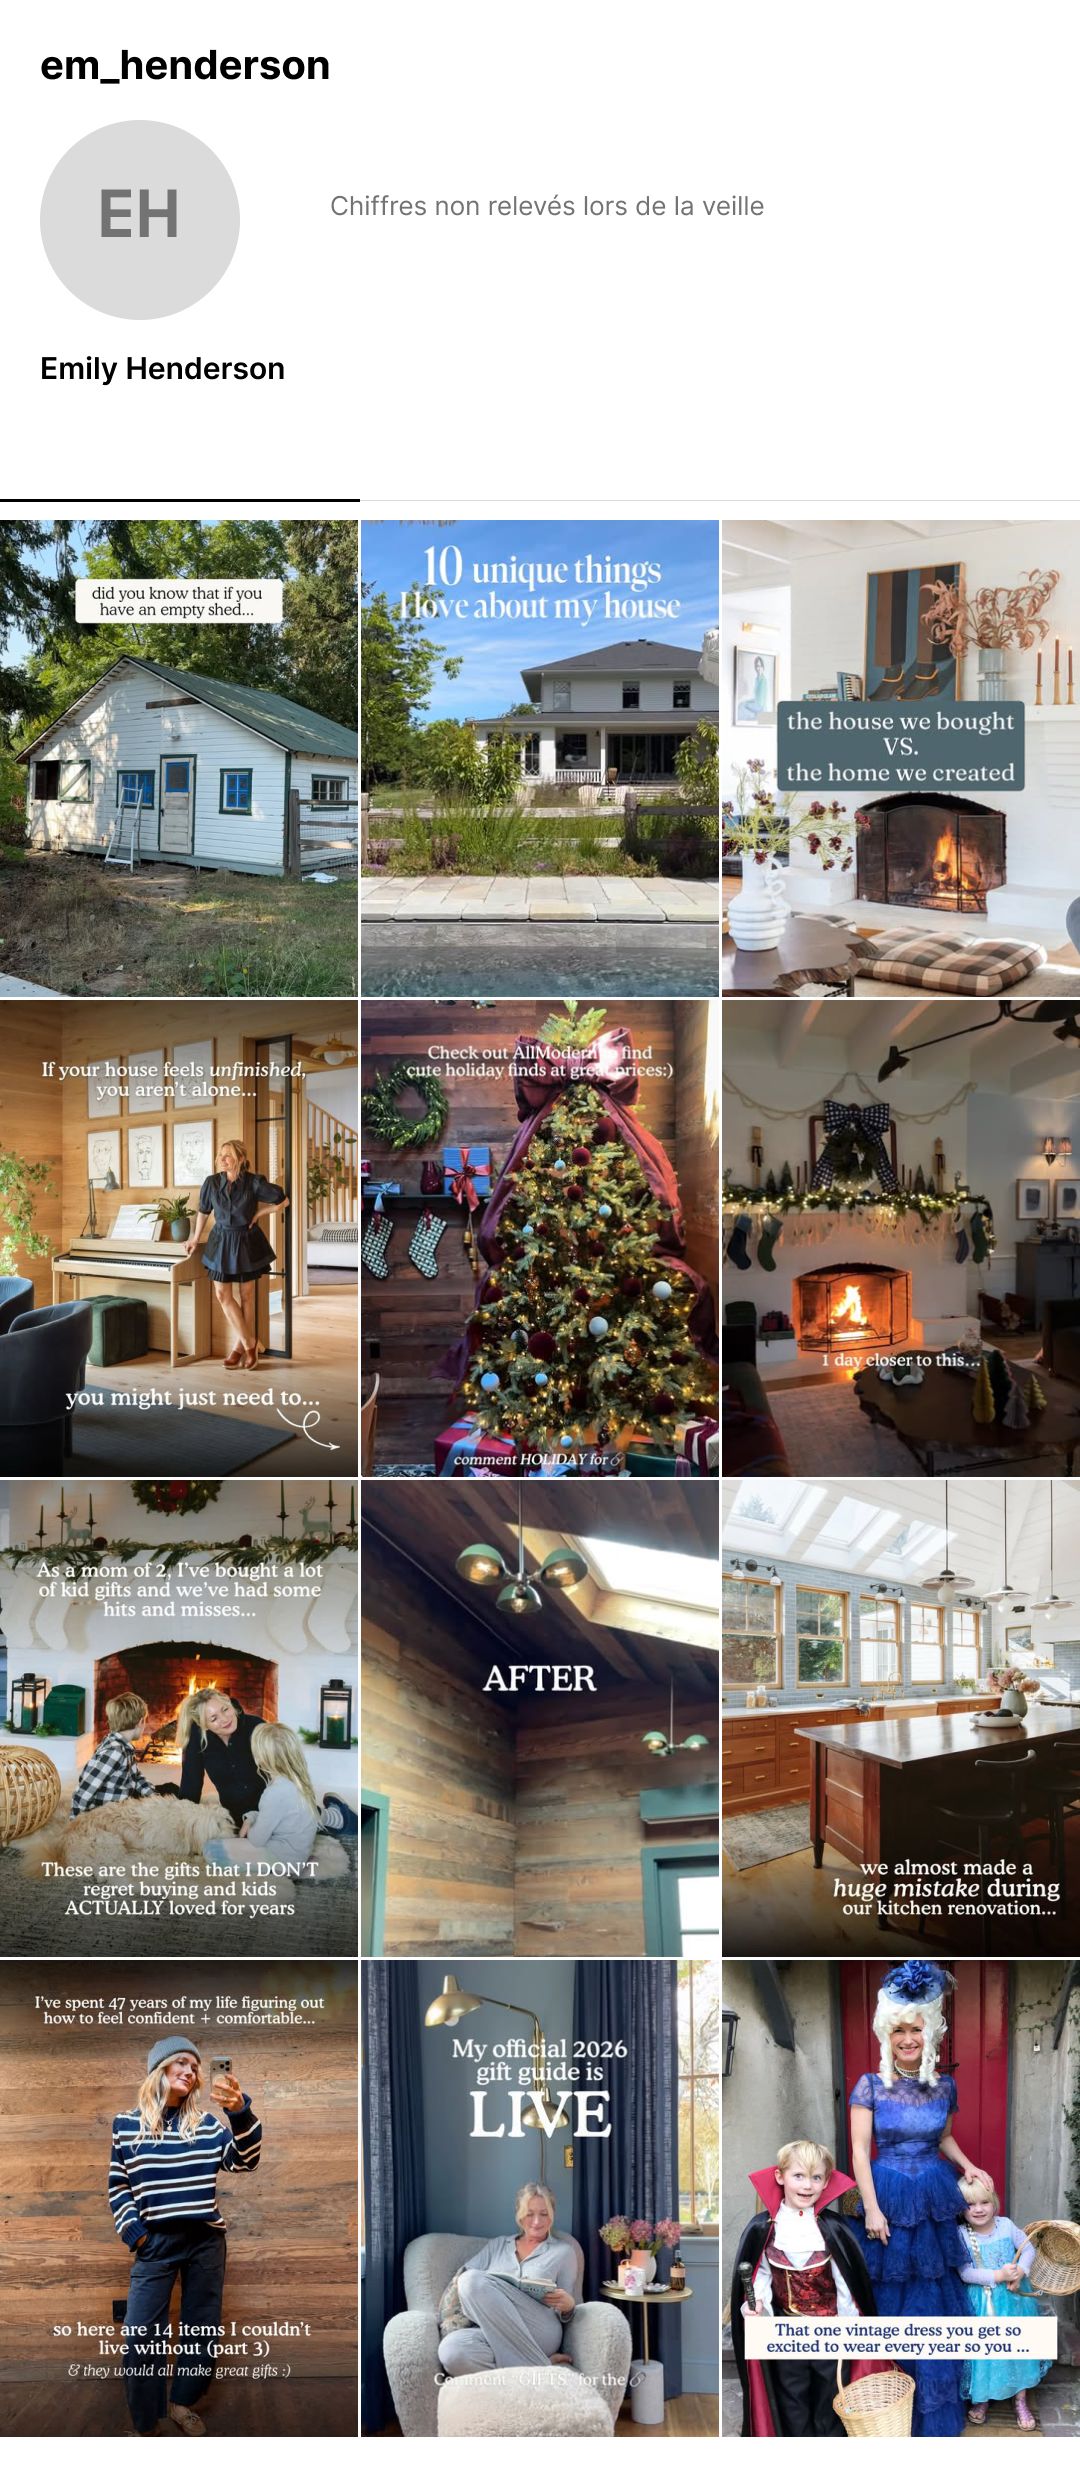 em_henderson
EH
Chiffres non relevés lors de la veille
Emily Henderson
did you know that if you
have an empty shed...
10 unique things
I love about my house
the house we bought
VS.
the home we created
If your house feels unfinished,
you aren't alone...
you might just need to...
Check out AllModern to find
cute holiday finds at great prices:)
comment HOLIDAY for
1 day closer to this...
As a mom of 2, I've bought a lot
of kid gifts and we've had some
hits and misses...
These are the gifts that I DON'T
regret buying and kids
ACTUALLY loved for years
AFTER
we almost made a
huge mistake during
our kitchen renovation...
I've spent 47 years of my life figuring out
how to feel confident + comfortable...
so here are 14 items I couldn't
live without (part 3)
& they would all make great gifts :)
My official 2026
gift guide is
LIVE
Comment "GIFTS" for the
That one vintage dress you get so
excited to wear every year so you ...